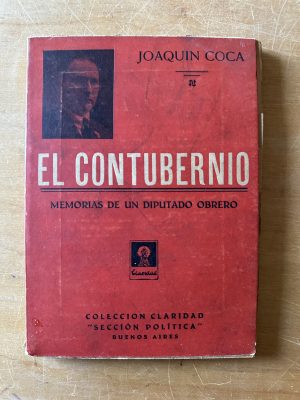 JOAQUIN COCA
EL CONTUBERNIO
MEMORIAS DE UN DIPUTADO OBRERO
Claridad
COLECCION CLARIDAD
"SECCIÓN POLÍTICA"
BUENOS AIRES